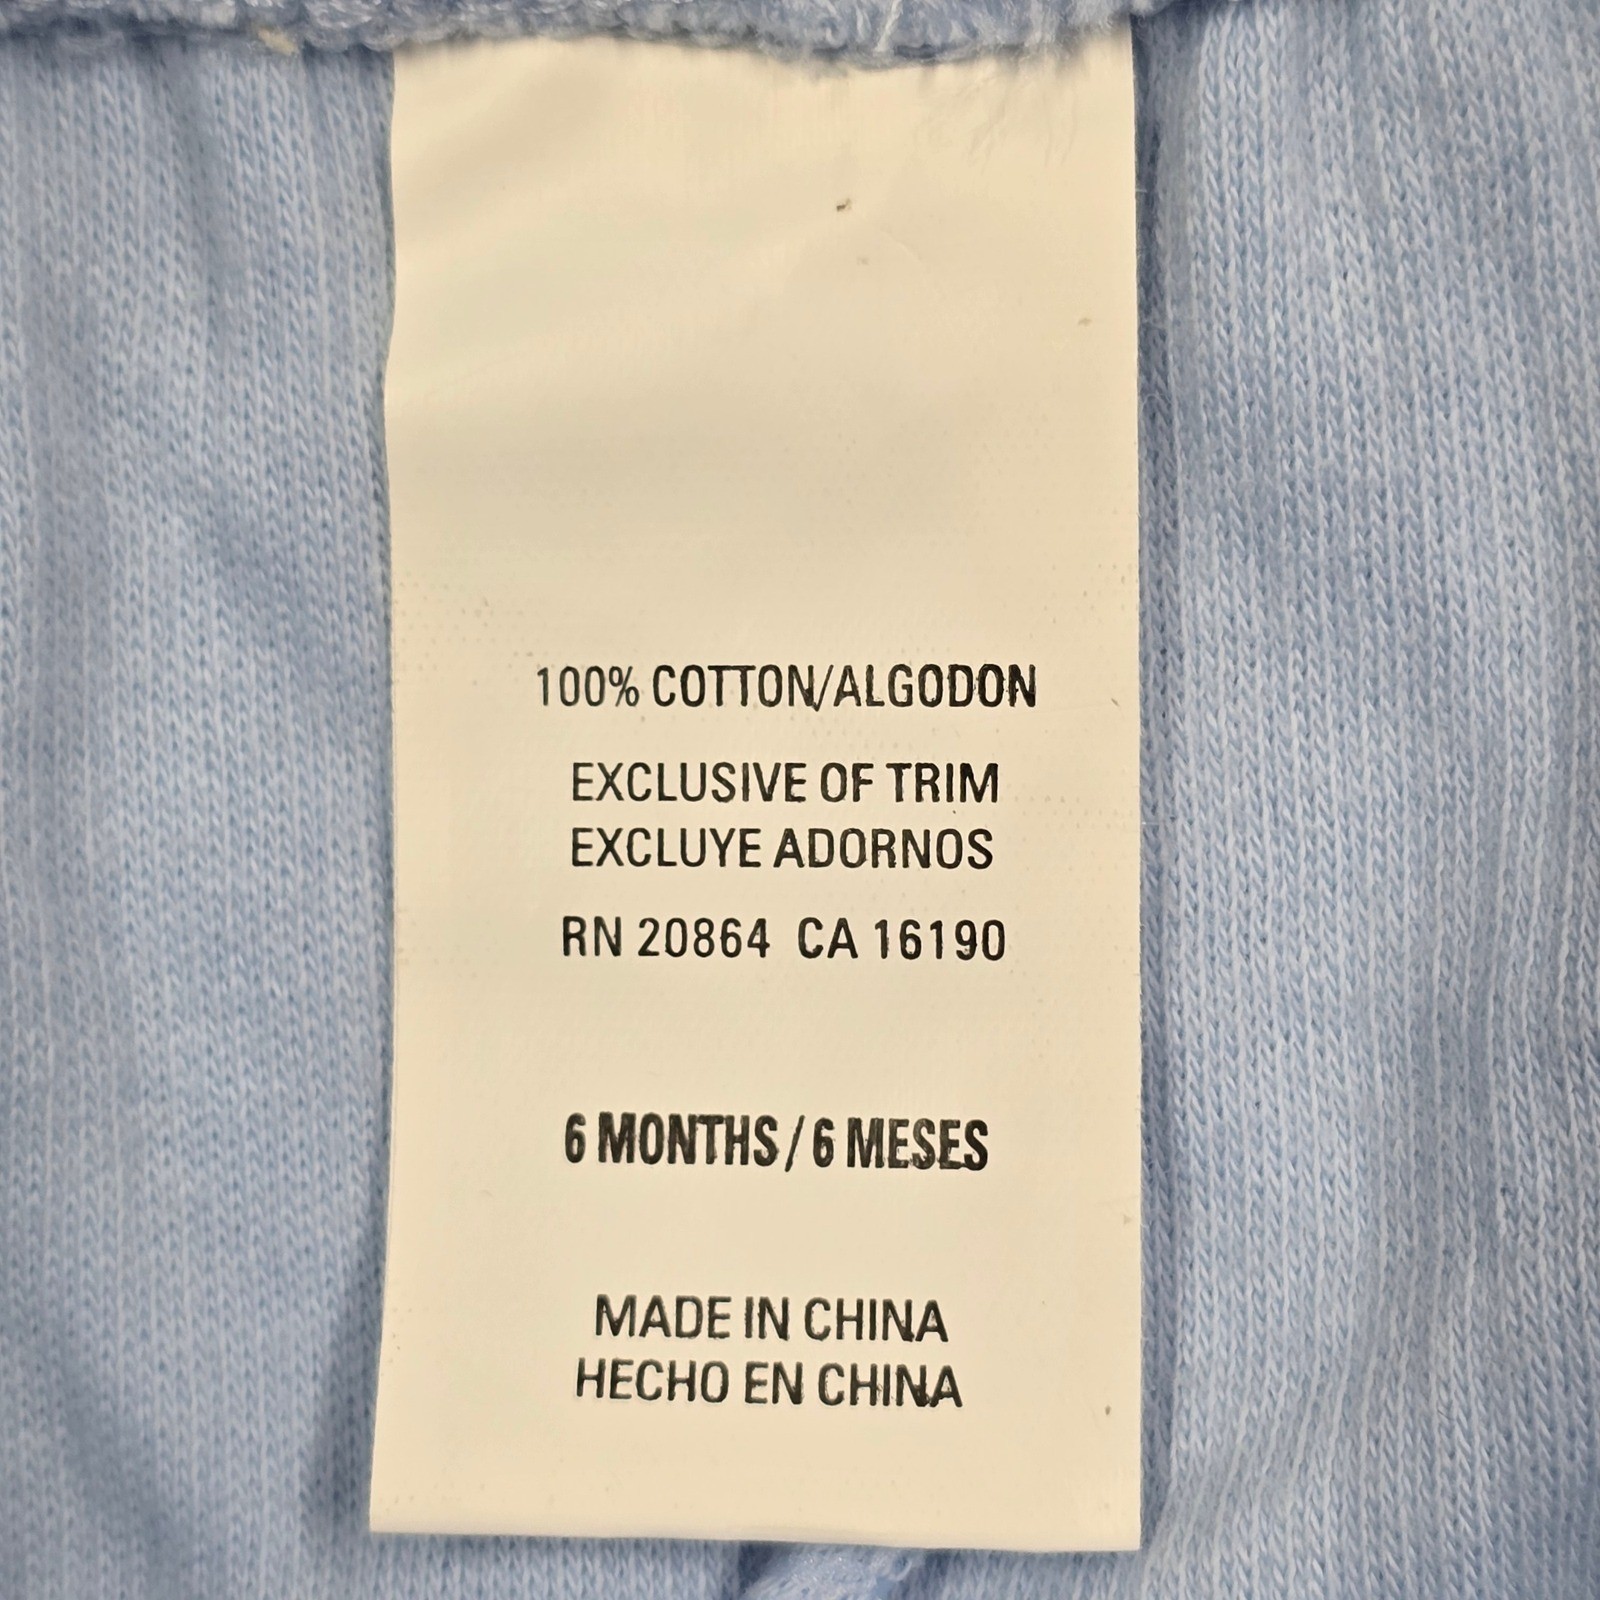 100% COTTON/ALGODON
EXCLUSIVE OF TRIM
EXCLUYE ADORNOS
RN 20864 CA 16190
6 MONTHS / 6 MESES
MADE IN CHINA
HECHO EN CHINA